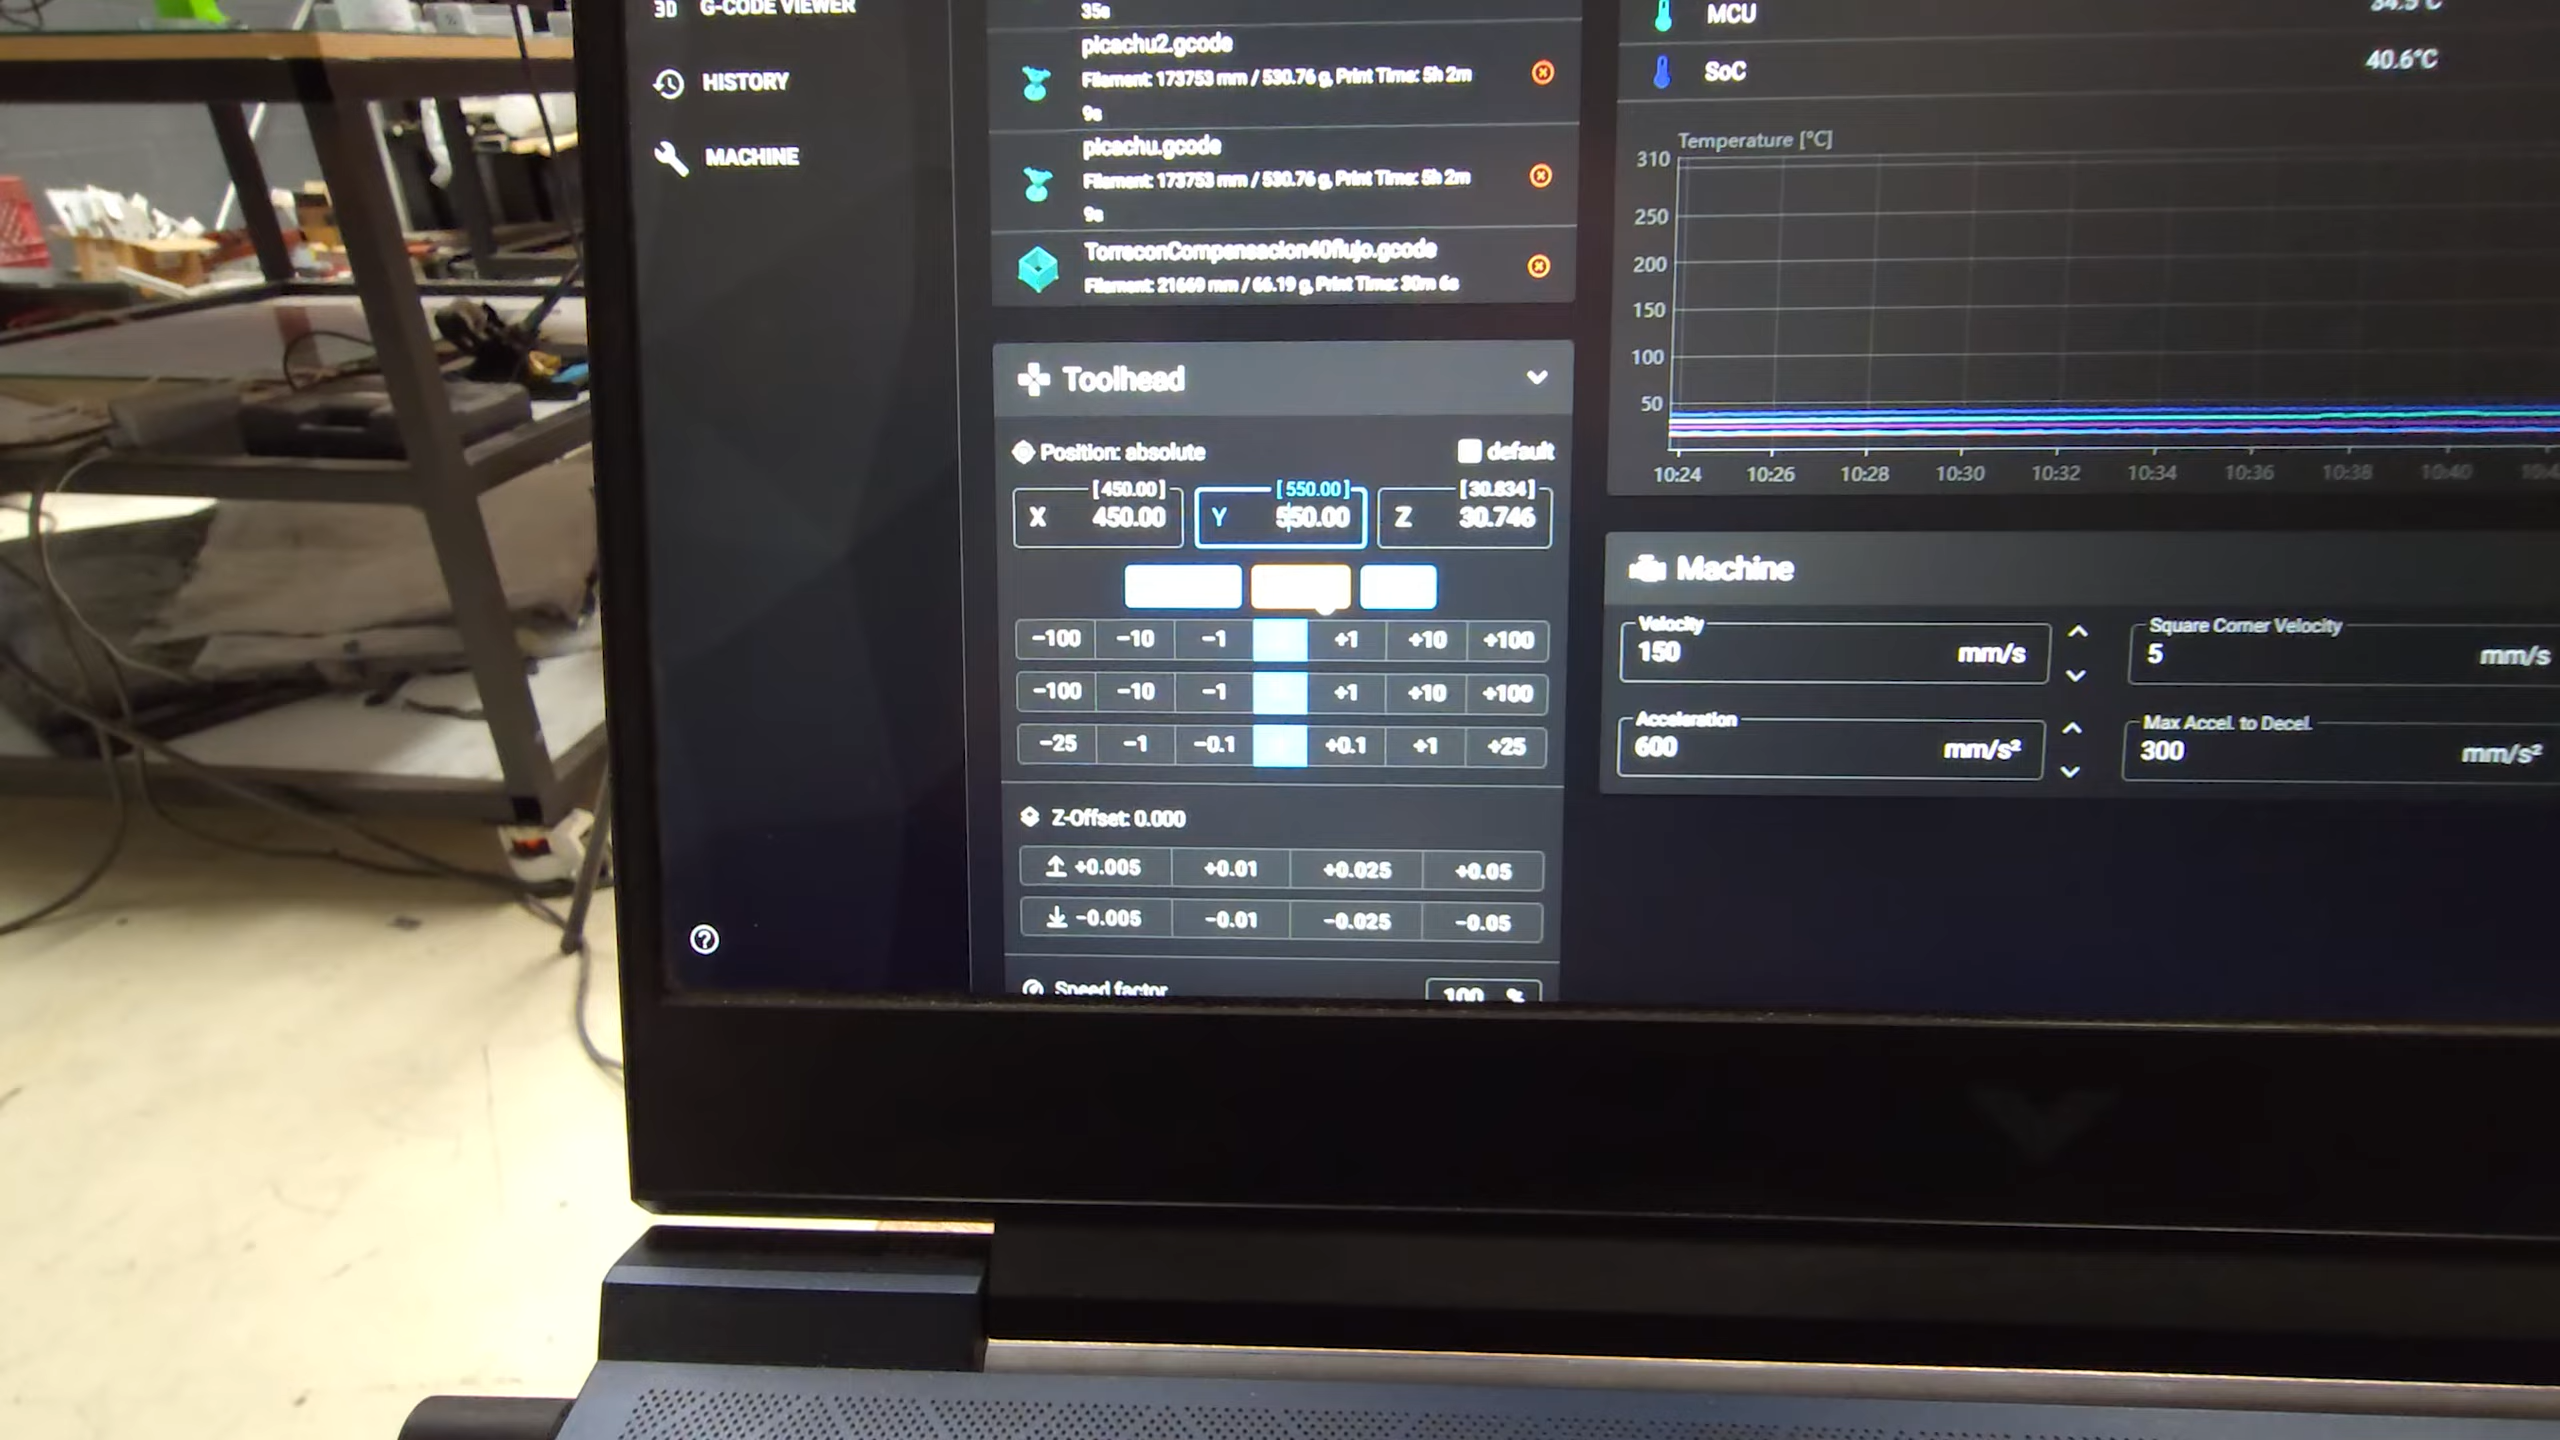 3D G-CODE VIEWER
HISTORY
MACHINE
35s
picachu2.gcode
Filament: 173753 mm / 530.76 g, Print Time: 5h 2m
9s
picachu.gcode
Filament: 173753 mm / 530.76 g, Print Time: 5h 2m
9s
TorreconCompensacion40flujo.gcode
Filament: 21669 mm / 66.19 g, Print Time: 30m 6s
Toolhead
Position: absolute
default
[450.00]
X 450.00
[550.00]
Y 550.00
[30.834]
Z 30.746
-100 -10 -1 +1 +10 +100
-100 -10 -1 +1 +10 +100
-25 -1 -0.1 +0.1 +1 +25
Z-Offset: 0.000
+0.005 +0.01 +0.025 +0.05
-0.005 -0.01 -0.025 -0.05
Speed factor
100 %
MCU 34.5°C
SoC 40.6°C
Temperature [°C]
310
250
200
150
100
50
10:24 10:26 10:28 10:30 10:32 10:34 10:36 10:38 10:40
Machine
Velocity
150 mm/s
Square Corner Velocity
5 mm/s
Acceleration
600 mm/s²
Max Accel. to Decel.
300 mm/s²